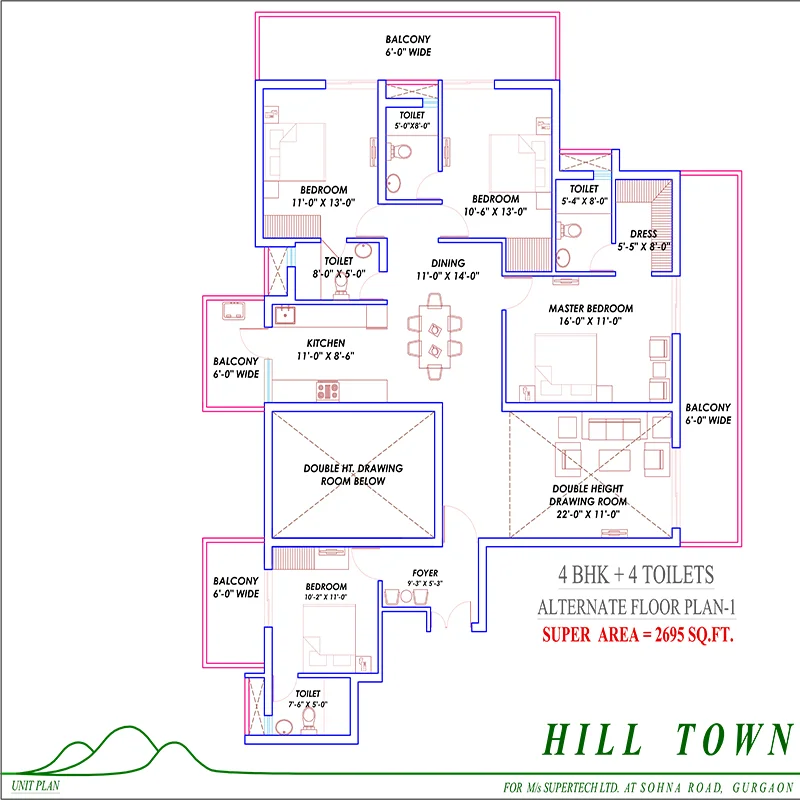 BALCONY
6'-0" WIDE
TOILET
5'-0"X8'-0"
BEDROOM
11'-0" X 13'-0"
BEDROOM
10'-6" X 13'-0"
TOILET
5'-4" X 8'-0"
DRESS
5'-5" X 8'-0"
TOILET
8'-0" X 5'-0"
DINING
11'-0" X 14'-0"
MASTER BEDROOM
16'-0" X 11'-0"
KITCHEN
11'-0" X 8'-6"
BALCONY
6'-0" WIDE
BALCONY
6'-0" WIDE
DOUBLE HT. DRAWING
ROOM BELOW
DOUBLE HEIGHT
DRAWING ROOM
22'-0" X 11'-0"
BALCONY
6'-0" WIDE
BEDROOM
10'-2" X 11'-0"
FOYER
9'-3" X 5'-3"
4 BHK + 4 TOILETS
ALTERNATE FLOOR PLAN-1
SUPER AREA = 2695 SQ.FT.
TOILET
7'-6" X 5'-0"
HILL TOWN
UNIT PLAN
FOR M/s SUPERTECH LTD. AT SOHNA ROAD, GURGAON